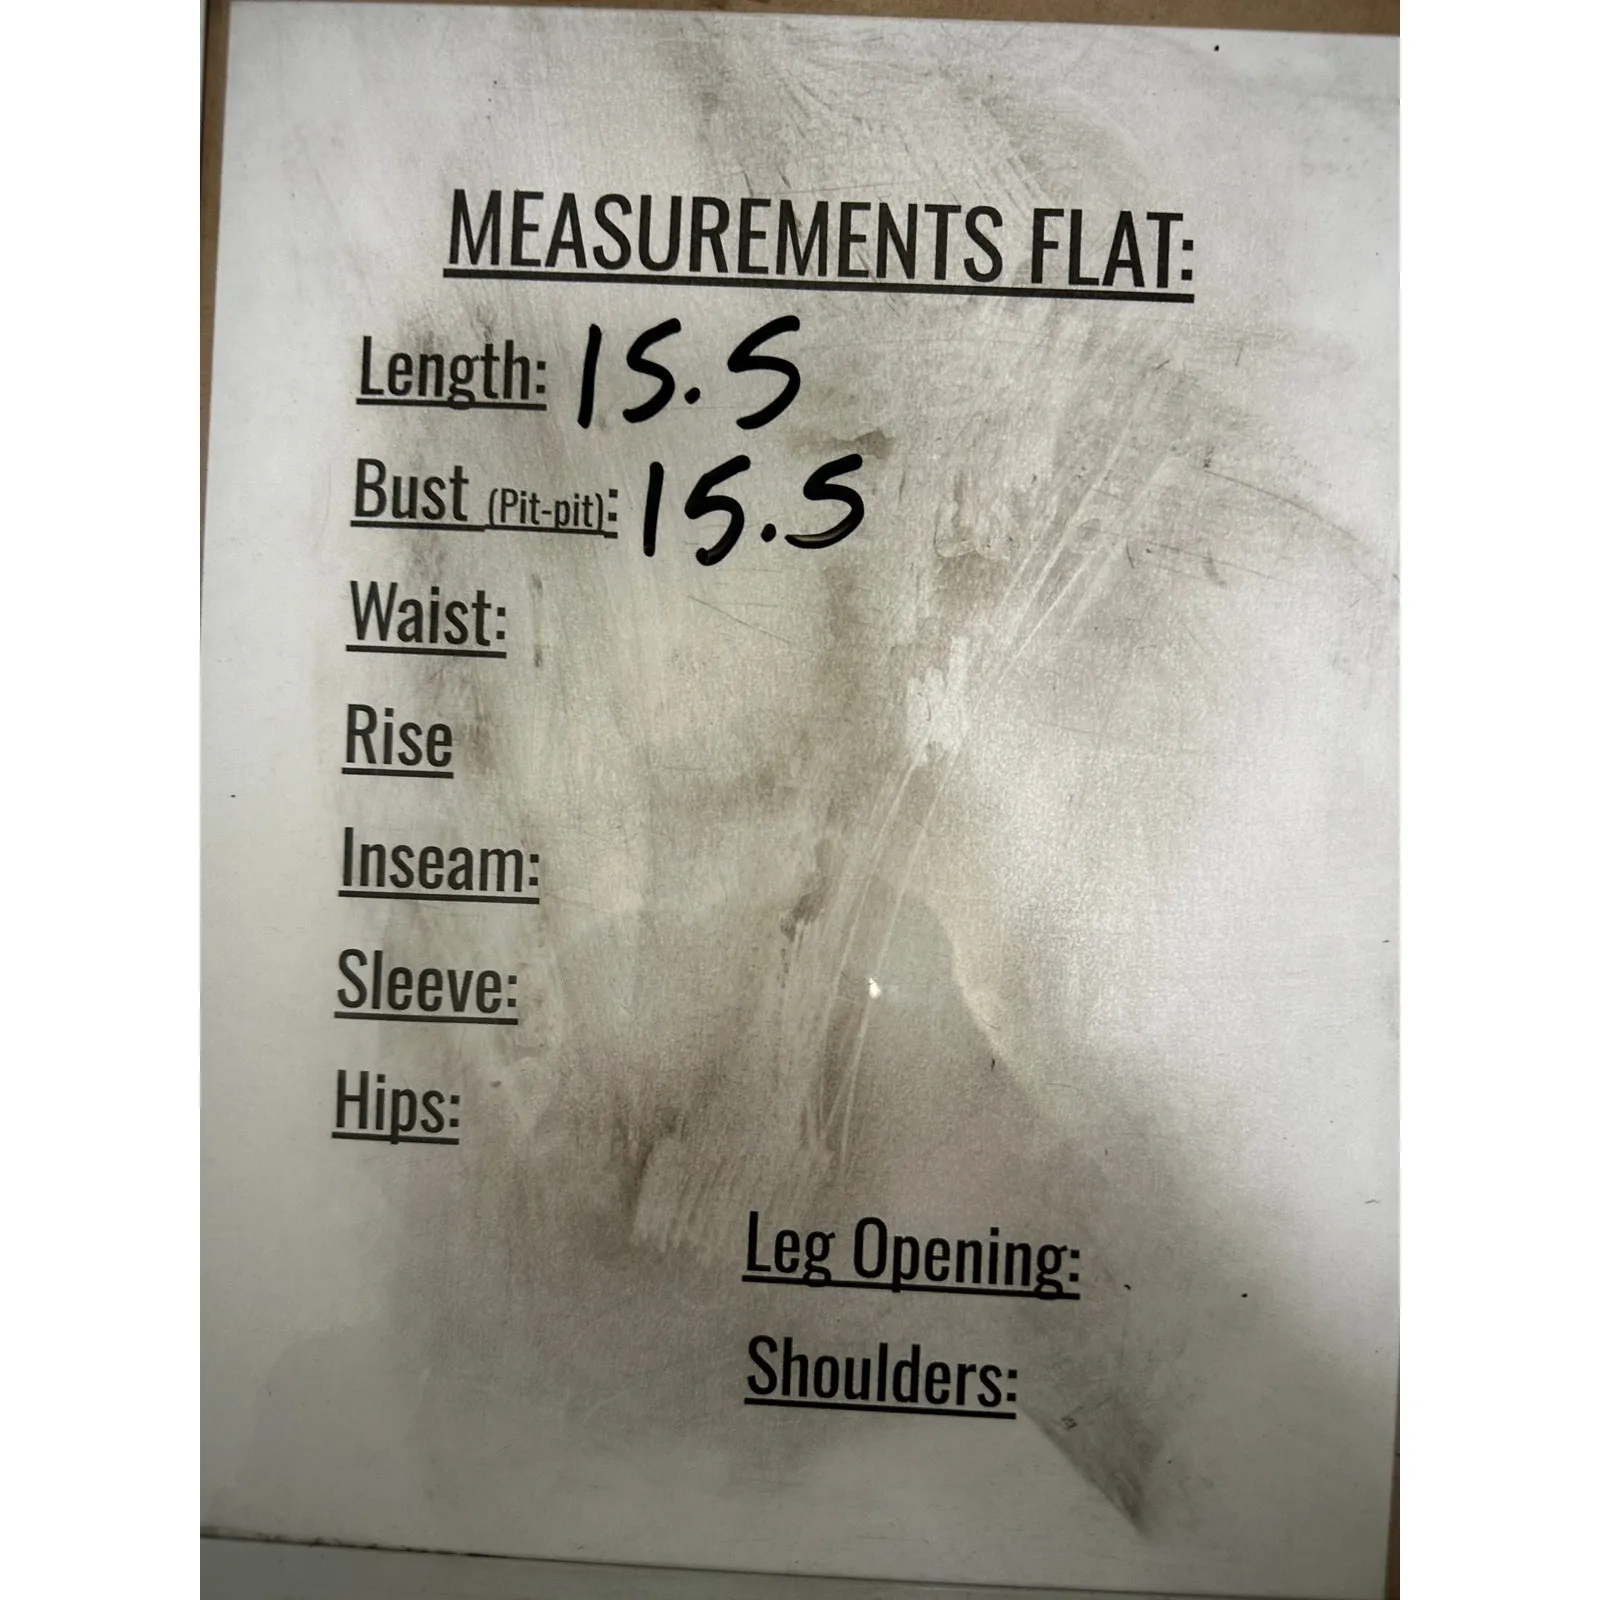 MEASUREMENTS FLAT:
Length: 15.5
Bust (Pit-pit): 15.5
Waist:
Rise
Inseam:
Sleeve:
Hips:
Leg Opening:
Shoulders: